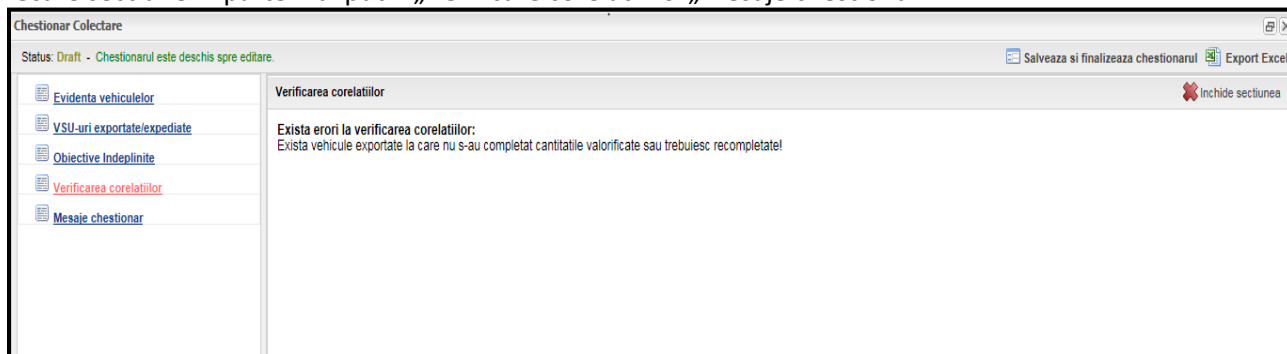 Chestionar Colectare
Status: Draft - Chestionarul este deschis spre editare.
Salveaza si finalizeaza chestionarul Export Excel
Evidenta vehiculelor
VSU-uri exportate/expediate
Obiective Indeplinite
Verificarea corelatiilor
Mesaje chestionar
Verificarea corelatiilor
Inchide sectiunea
Exista erori la verificarea corelatiilor:
Exista vehicule exportate la care nu s-au completat cantitatile valorificate sau trebuiesc recompletate!